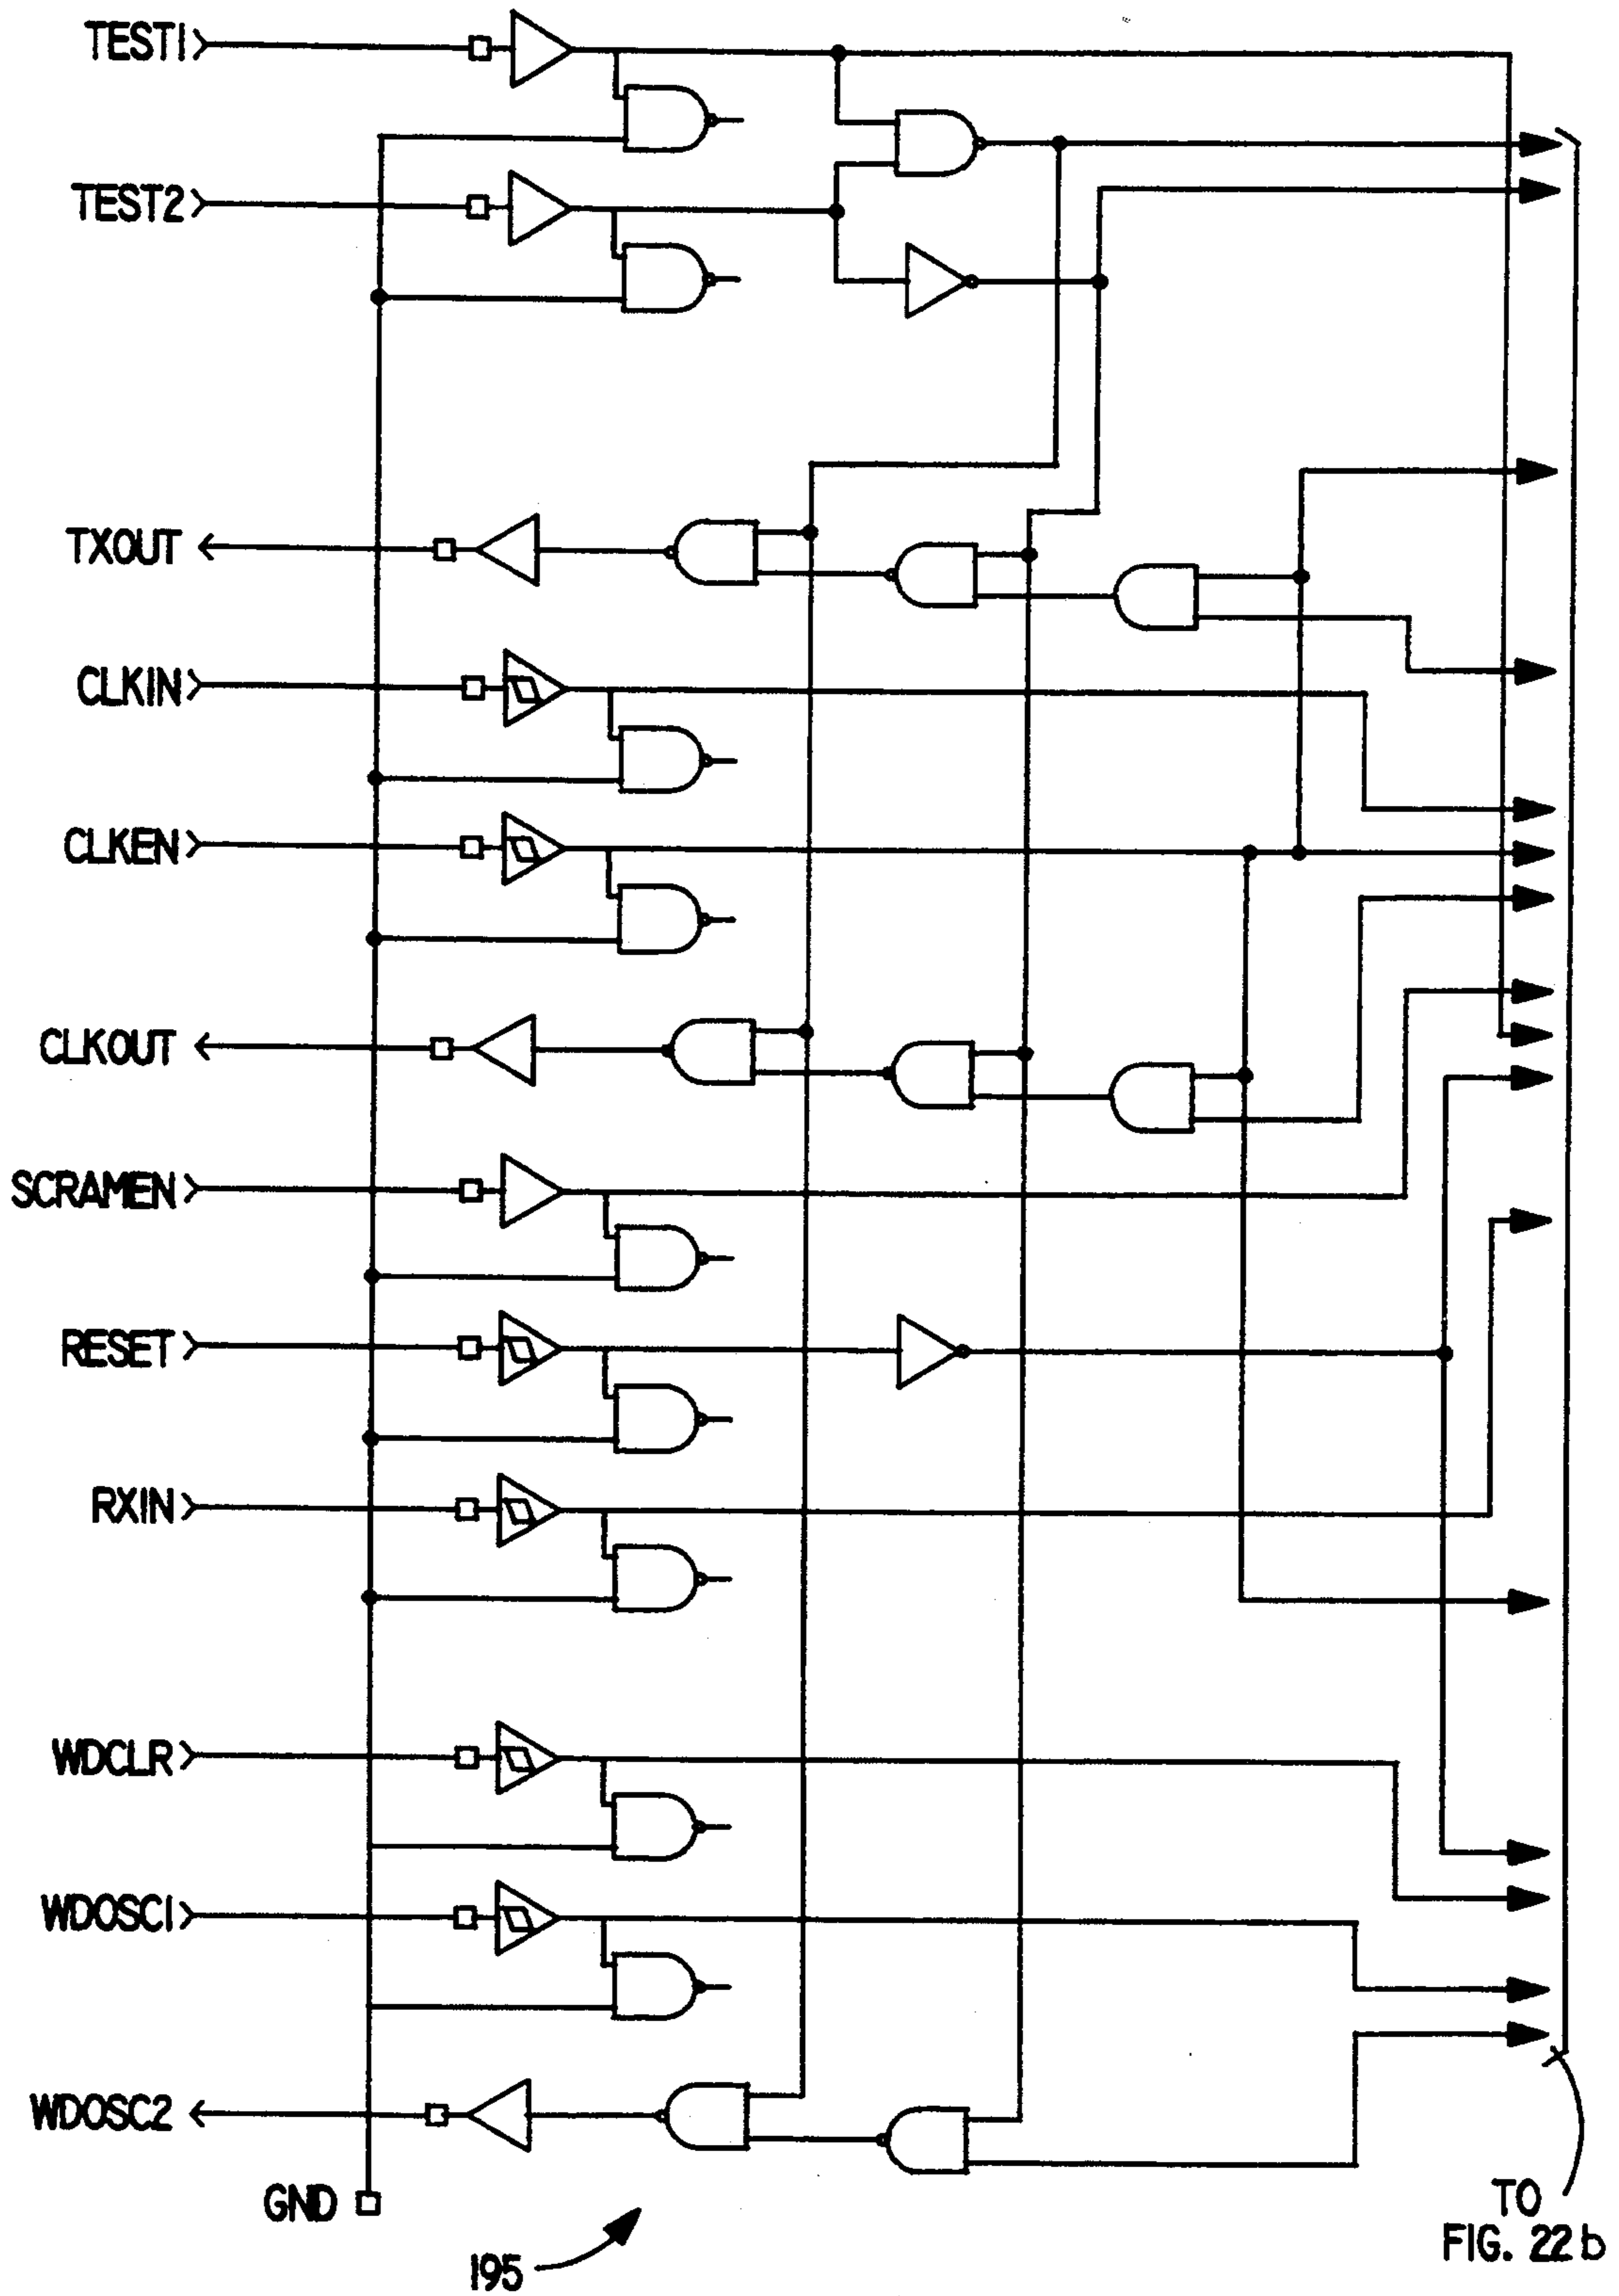 TEST1
TEST2
TXOUT
CLKIN
CLKEN
CLKOUT
SCRAMEN
RESET
RXIN
WDCLR
WDOSC1
WDOSC2
GND
195
TO
FIG. 22b